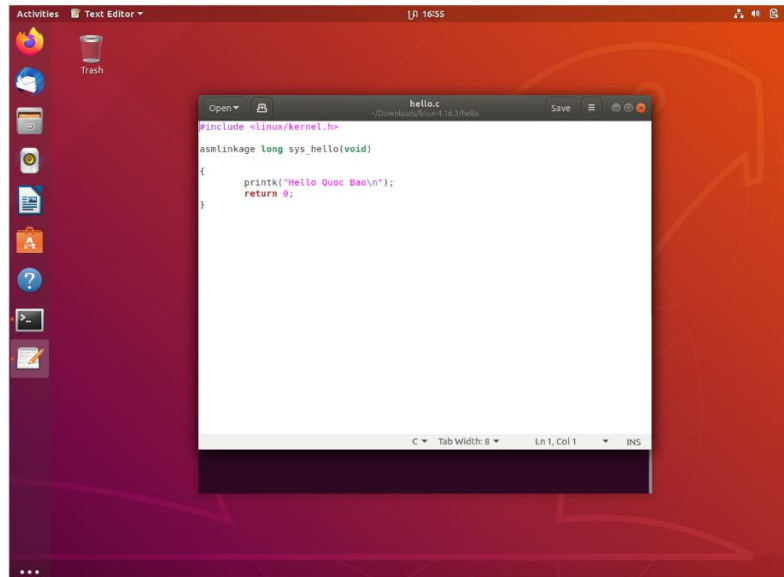 Activities Text Editor
16:55
Trash
Open
hello.c
~/Downloads/linux-4.16.3/hello
Save
#include <linux/kernel.h>
asmlinkage long sys_hello(void)
{
printk("Hello Quoc Bao\n");
return 0;
}
C Tab Width: 8 Ln 1, Col 1 INS